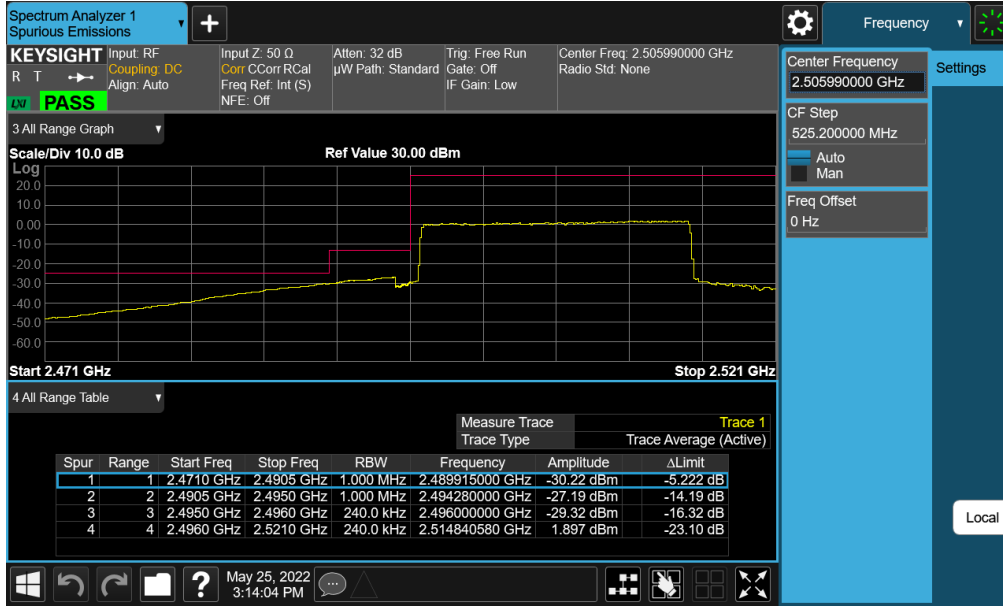 Spectrum Analyzer 1
Spurious Emissions
Frequency
KEYSIGHT
R T
LXI PASS
Input: RF
Coupling: DC
Align: Auto
Input Z: 50 Ω
Corr CCorr RCal
Freq Ref: Int (S)
NFE: Off
Atten: 32 dB
µW Path: Standard
Trig: Free Run
Gate: Off
IF Gain: Low
Center Freq: 2.505990000 GHz
Radio Std: None
Center Frequency
2.505990000 GHz
Settings
CF Step
525.200000 MHz
Auto
Man
Freq Offset
0 Hz
3 All Range Graph
Scale/Div 10.0 dB
Ref Value 30.00 dBm
Log
20.0
10.0
0.00
-10.0
-20.0
-30.0
-40.0
-50.0
-60.0
Start 2.471 GHz
Stop 2.521 GHz
4 All Range Table
Measure Trace Trace 1
Trace Type Trace Average (Active)
Spur Range Start Freq Stop Freq RBW Frequency Amplitude ΔLimit
1 1 2.4710 GHz 2.4905 GHz 1.000 MHz 2.489915000 GHz -30.22 dBm -5.222 dB
2 2 2.4905 GHz 2.4950 GHz 1.000 MHz 2.494280000 GHz -27.19 dBm -14.19 dB
3 3 2.4950 GHz 2.4960 GHz 240.0 kHz 2.496000000 GHz -29.32 dBm -16.32 dB
4 4 2.4960 GHz 2.5210 GHz 240.0 kHz 2.514840580 GHz 1.897 dBm -23.10 dB
Local
?
May 25, 2022
3:14:04 PM